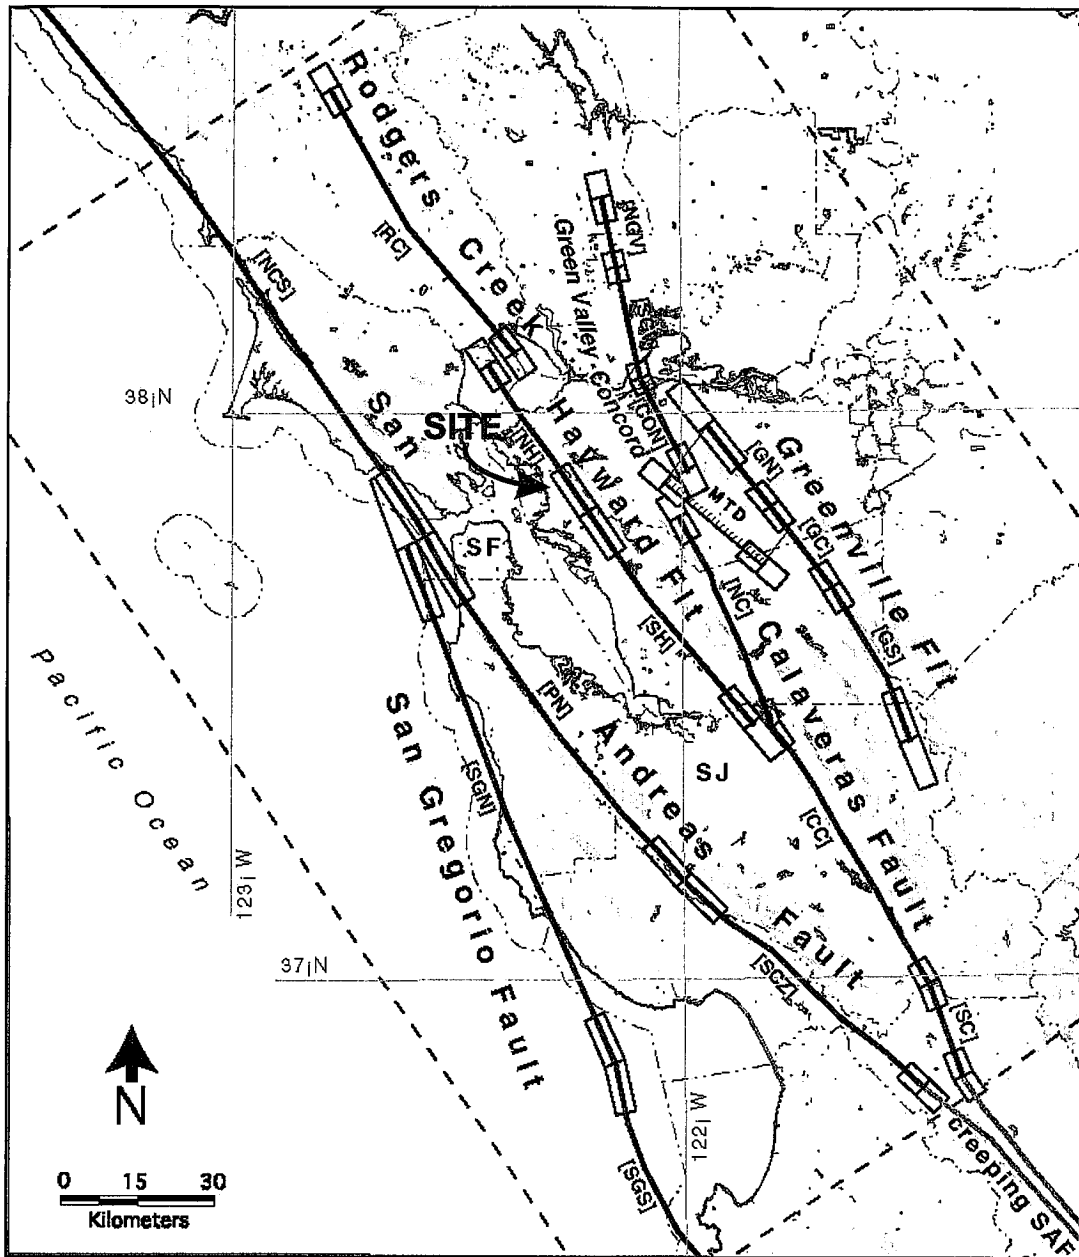 Rodgers Creek
[NGV]
[RC]
Green Valley
[NCS]
38¡N
San
SITE
[NH]
Hayward Flt
[CON]
Concord
[GN]
Greenville Flt
MTD
[GC]
SF
[NC]
[SH]
[GS]
Calaveras Fault
Pacific Ocean
[PN]
San Gregorio Fault
Andreas
SJ
[SGN]
[CC]
123¡ W
Fault
37¡N
[SCZ]
[SC]
N
122¡ W
creeping SAF
[SGS]
0 15 30
Kilometers